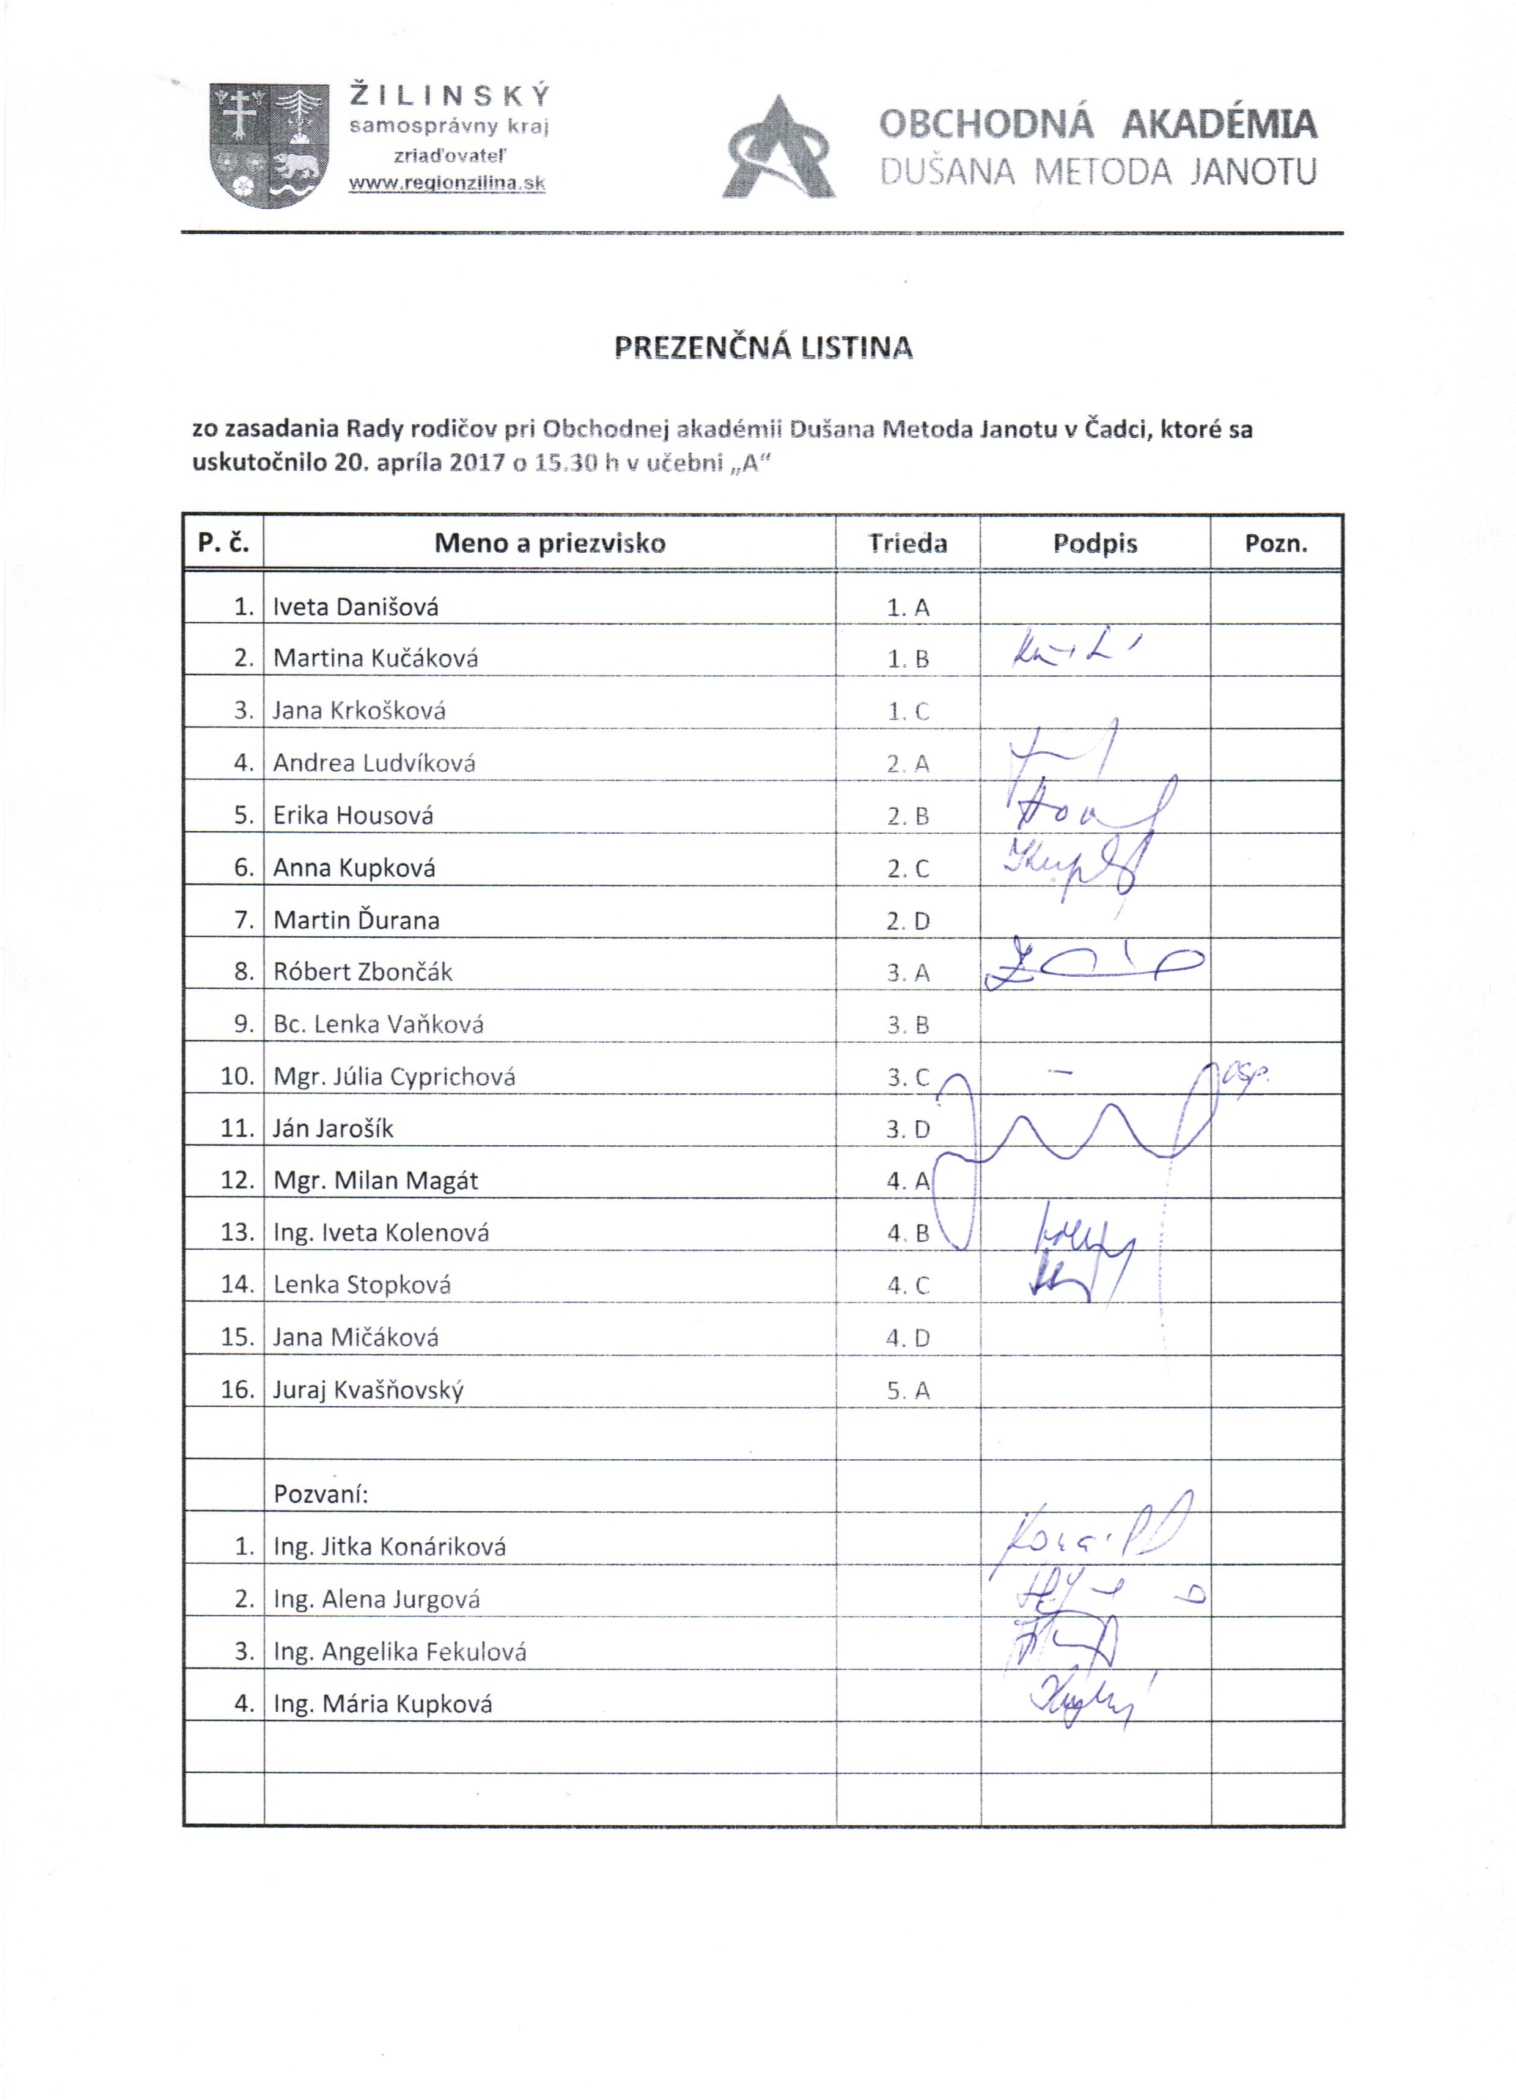 ŽILINSKÝ
samosprávny kraj
zriaďovateľ
www.regionzilina.sk
OBCHODNÁ AKADÉMIA
DUŠANA METODA JANOTU
PREZENČNÁ LISTINA
zo zasadania Rady rodičov pri Obchodnej akadémii Dušana Metoda Janotu v Čadci, ktoré sa
uskutočnilo 20. apríla 2017 o 15.30 h v učebni „A“
P. č. Meno a priezvisko Trieda Podpis Pozn.
1. Iveta Danišová 1. A
2. Martina Kučáková 1. B
3. Jana Krkošková 1. C
4. Andrea Ludvíková 2. A
5. Erika Housová 2. B
6. Anna Kupková 2. C
7. Martin Ďurana 2. D
8. Róbert Zbončák 3. A
9. Bc. Lenka Vaňková 3. B
10. Mgr. Júlia Cyprichová 3. C –
11. Ján Jarošík 3. D
12. Mgr. Milan Magát 4. A
13. Ing. Iveta Kolenová 4. B
14. Lenka Stopková 4. C
15. Jana Mičáková 4. D
16. Juraj Kvašňovský 5. A
Pozvaní:
1. Ing. Jitka Konáriková
2. Ing. Alena Jurgová
3. Ing. Angelika Fekulová
4. Ing. Mária Kupková